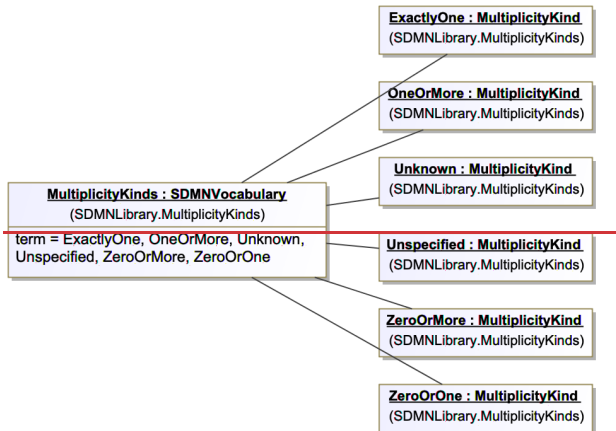 ExactlyOne : MultiplicityKind
(SDMNLibrary.MultiplicityKinds)
OneOrMore : MultiplicityKind
(SDMNLibrary.MultiplicityKinds)
Unknown : MultiplicityKind
(SDMNLibrary.MultiplicityKinds)
MultiplicityKinds : SDMNVocabulary
(SDMNLibrary.MultiplicityKinds)
term = ExactlyOne, OneOrMore, Unknown,
Unspecified, ZeroOrMore, ZeroOrOne
Unspecified : MultiplicityKind
(SDMNLibrary.MultiplicityKinds)
ZeroOrMore : MultiplicityKind
(SDMNLibrary.MultiplicityKinds)
ZeroOrOne : MultiplicityKind
(SDMNLibrary.MultiplicityKinds)